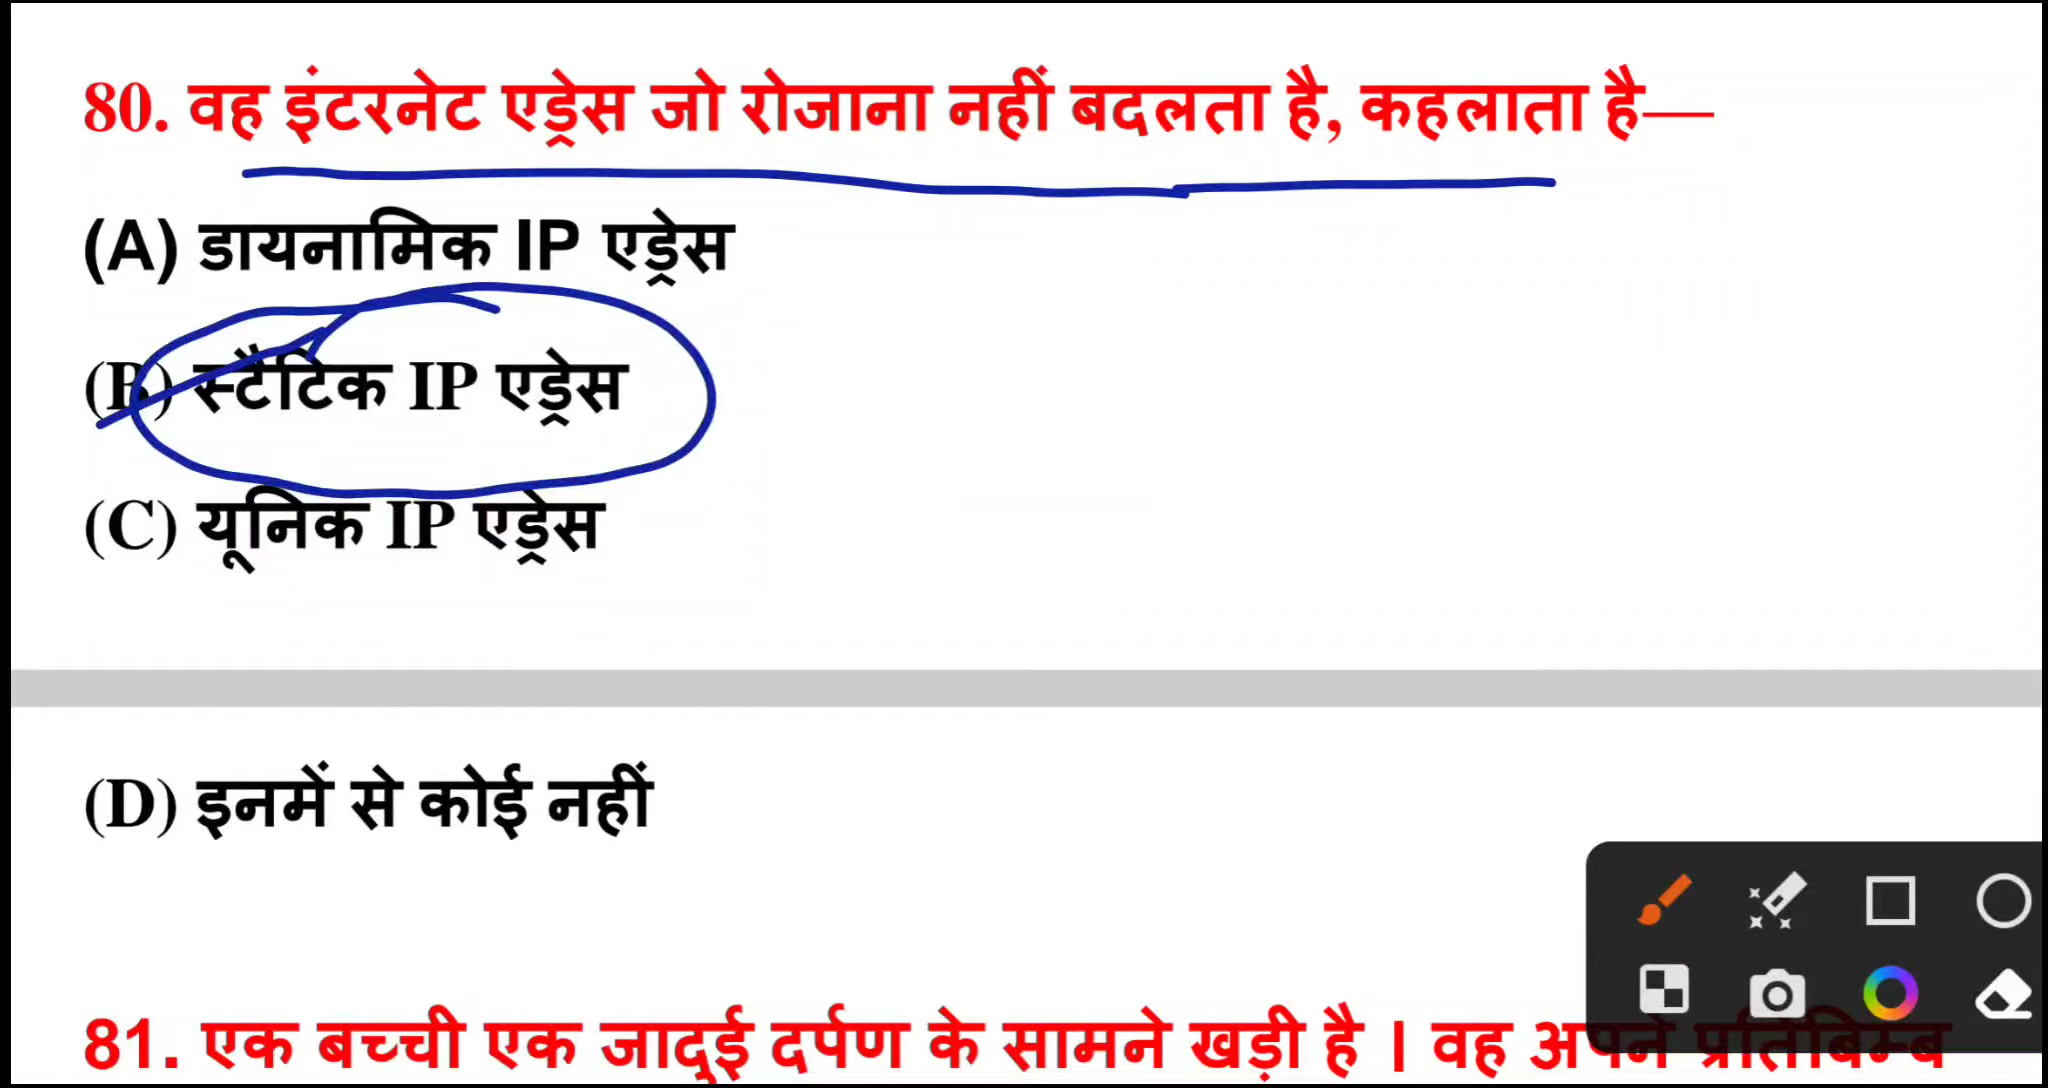 80. वह इंटरनेट एड्रेस जो रोजाना नहीं बदलता है, कहलाता है—
(A) डायनामिक IP एड्रेस
(B) स्टैटिक IP एड्रेस
(C) यूनिक IP एड्रेस
(D) इनमें से कोई नहीं
81. एक बच्ची एक जादुई दर्पण के सामने खड़ी है । वह अपने प्रतिबिम्ब